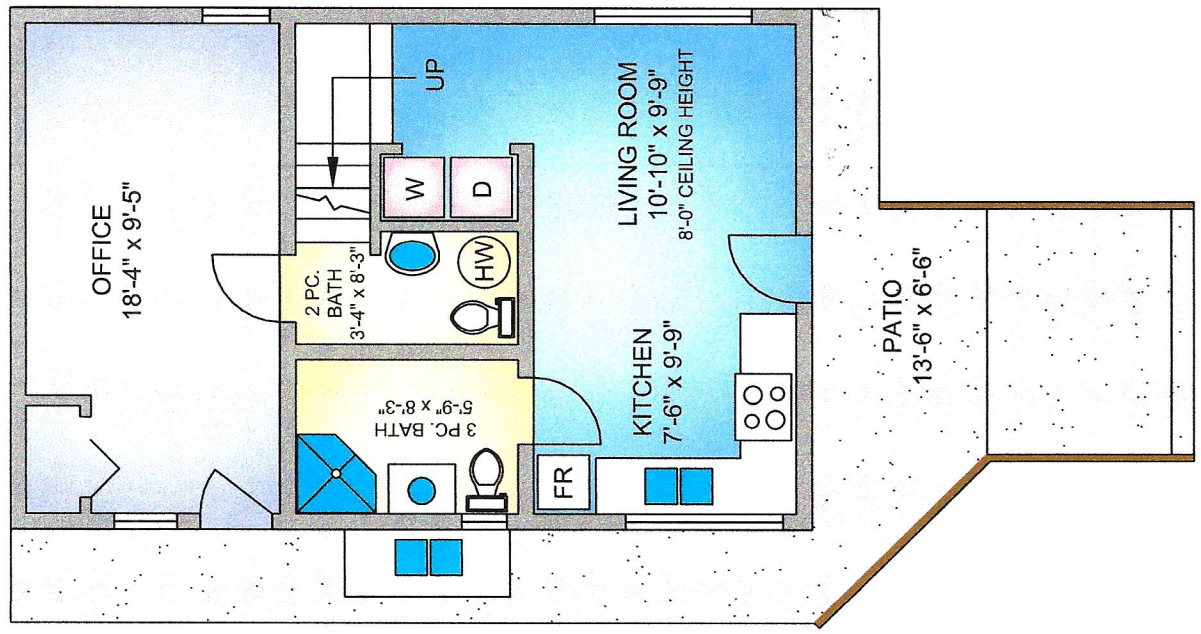 OFFICE
18'-4" x 9'-5"
UP
W
D
2 PC.
BATH
3'-4" x 8'-3"
HW
3 PC. BATH
5'-9" x 8'-3"
LIVING ROOM
10'-10" x 9'-9"
8'-0" CEILING HEIGHT
KITCHEN
7'-6" x 9'-9"
FR
PATIO
13'-6" x 6'-6"